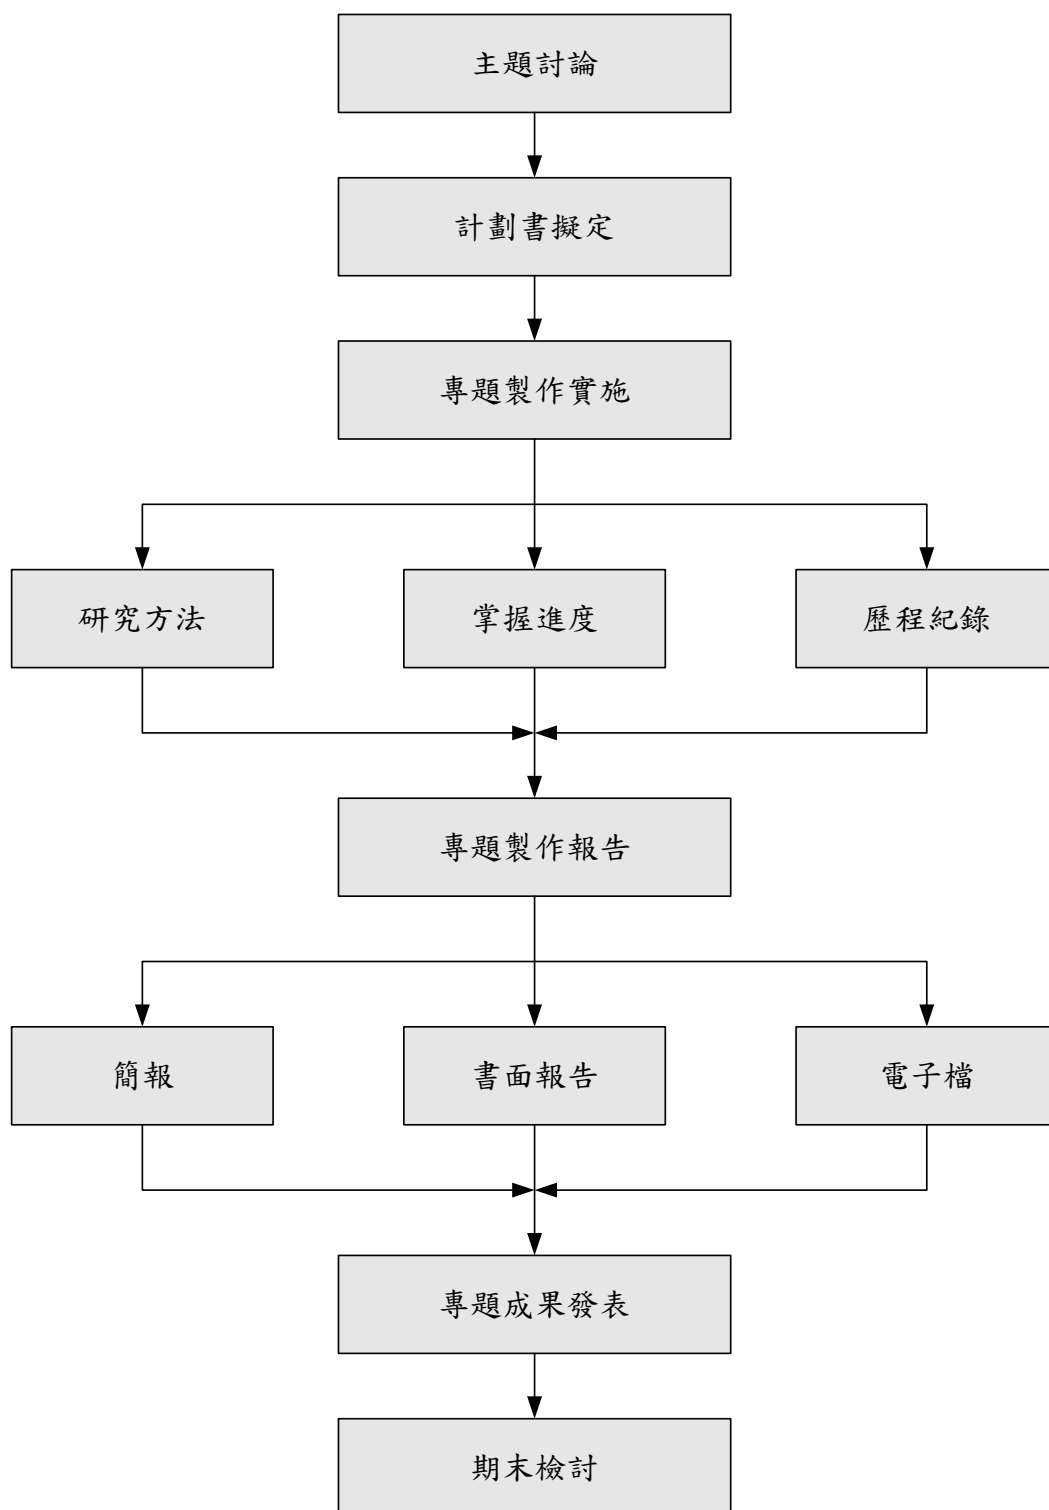 主題討論
計劃書擬定
專題製作實施
研究方法
掌握進度
歷程紀錄
專題製作報告
簡報
書面報告
電子檔
專題成果發表
期末檢討